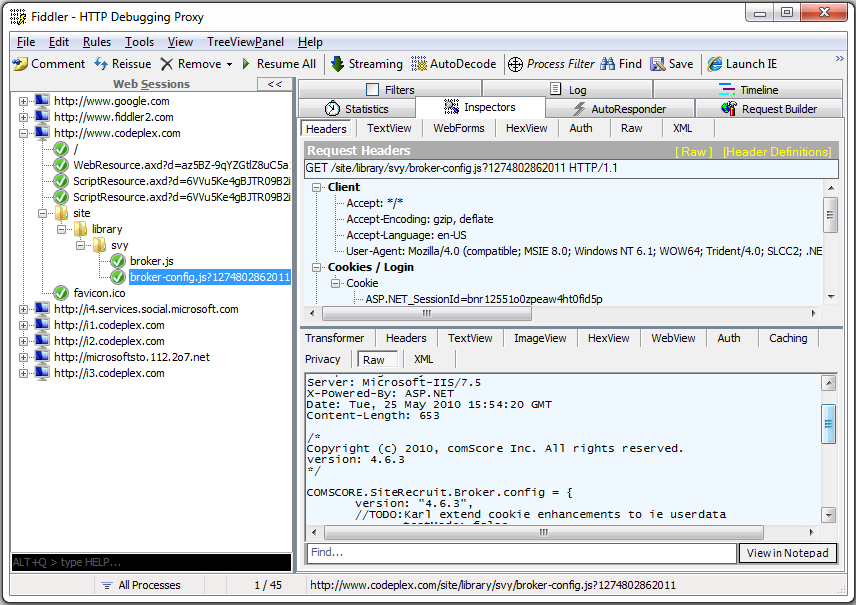 Fiddler - HTTP Debugging Proxy
File Edit Rules Tools View TreeViewPanel Help
Comment Reissue Remove Resume All Streaming AutoDecode Process Filter Find Save Launch IE »
Web Sessions <<
http://www.google.com
http://www.fiddler2.com
http://www.codeplex.com
/
WebResource.axd?d=az5BZ-9qYZGtlZ8uC5a
ScriptResource.axd?d=6VVu5Ke4gBJTR09B2i
ScriptResource.axd?d=6VVu5Ke4gBJTR09B2i
site
library
svy
broker.js
broker-config.js?1274802862011
favicon.ico
http://i4.services.social.microsoft.com
http://i1.codeplex.com
http://i2.codeplex.com
http://microsoftsto.112.2o7.net
http://i3.codeplex.com
ALT+Q > type HELP...
Filters Log Timeline
Statistics Inspectors AutoResponder Request Builder
Headers TextView WebForms HexView Auth Raw XML
Request Headers [ Raw ] [Header Definitions]
GET /site/library/svy/broker-config.js?1274802862011 HTTP/1.1
Client
Accept: */*
Accept-Encoding: gzip, deflate
Accept-Language: en-US
User-Agent: Mozilla/4.0 (compatible; MSIE 8.0; Windows NT 6.1; WOW64; Trident/4.0; SLCC2; .NE
Cookies / Login
Cookie
ASP.NET_SessionId=bnr12551o0zpeaw4ht0fid5p
Transformer Headers TextView ImageView HexView WebView Auth Caching
Privacy Raw XML
Server: Microsoft-IIS/7.5
X-Powered-By: ASP.NET
Date: Tue, 25 May 2010 15:54:20 GMT
Content-Length: 653
/*
Copyright (c) 2010, comScore Inc. All rights reserved.
version: 4.6.3
*/
COMSCORE.SiteRecruit.Broker.config = {
version: "4.6.3",
//TODO:Karl extend cookie enhancements to ie userdata
Find... View in Notepad
All Processes 1 / 45 http://www.codeplex.com/site/library/svy/broker-config.js?1274802862011